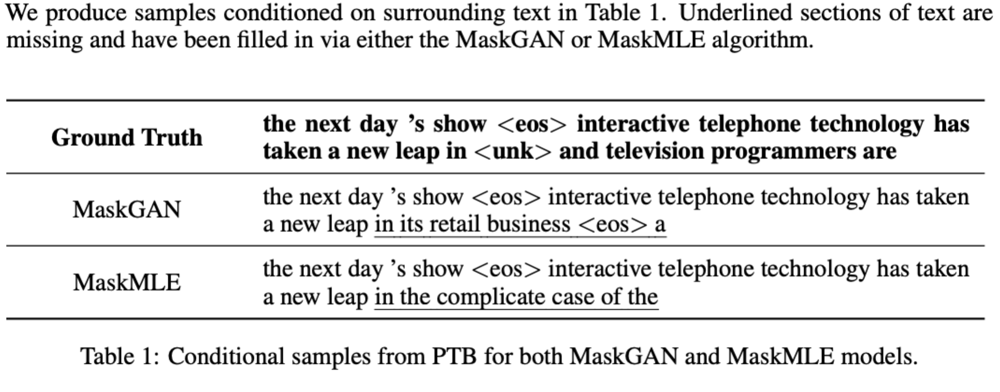 We produce samples conditioned on surrounding text in Table 1. Underlined sections of text are
missing and have been filled in via either the MaskGAN or MaskMLE algorithm.
Ground Truth
the next day ’s show <eos> interactive telephone technology has
taken a new leap in <unk> and television programmers are
MaskGAN
the next day ’s show <eos> interactive telephone technology has taken
a new leap in its retail business <eos> a
MaskMLE
the next day ’s show <eos> interactive telephone technology has taken
a new leap in the complicate case of the
Table 1: Conditional samples from PTB for both MaskGAN and MaskMLE models.